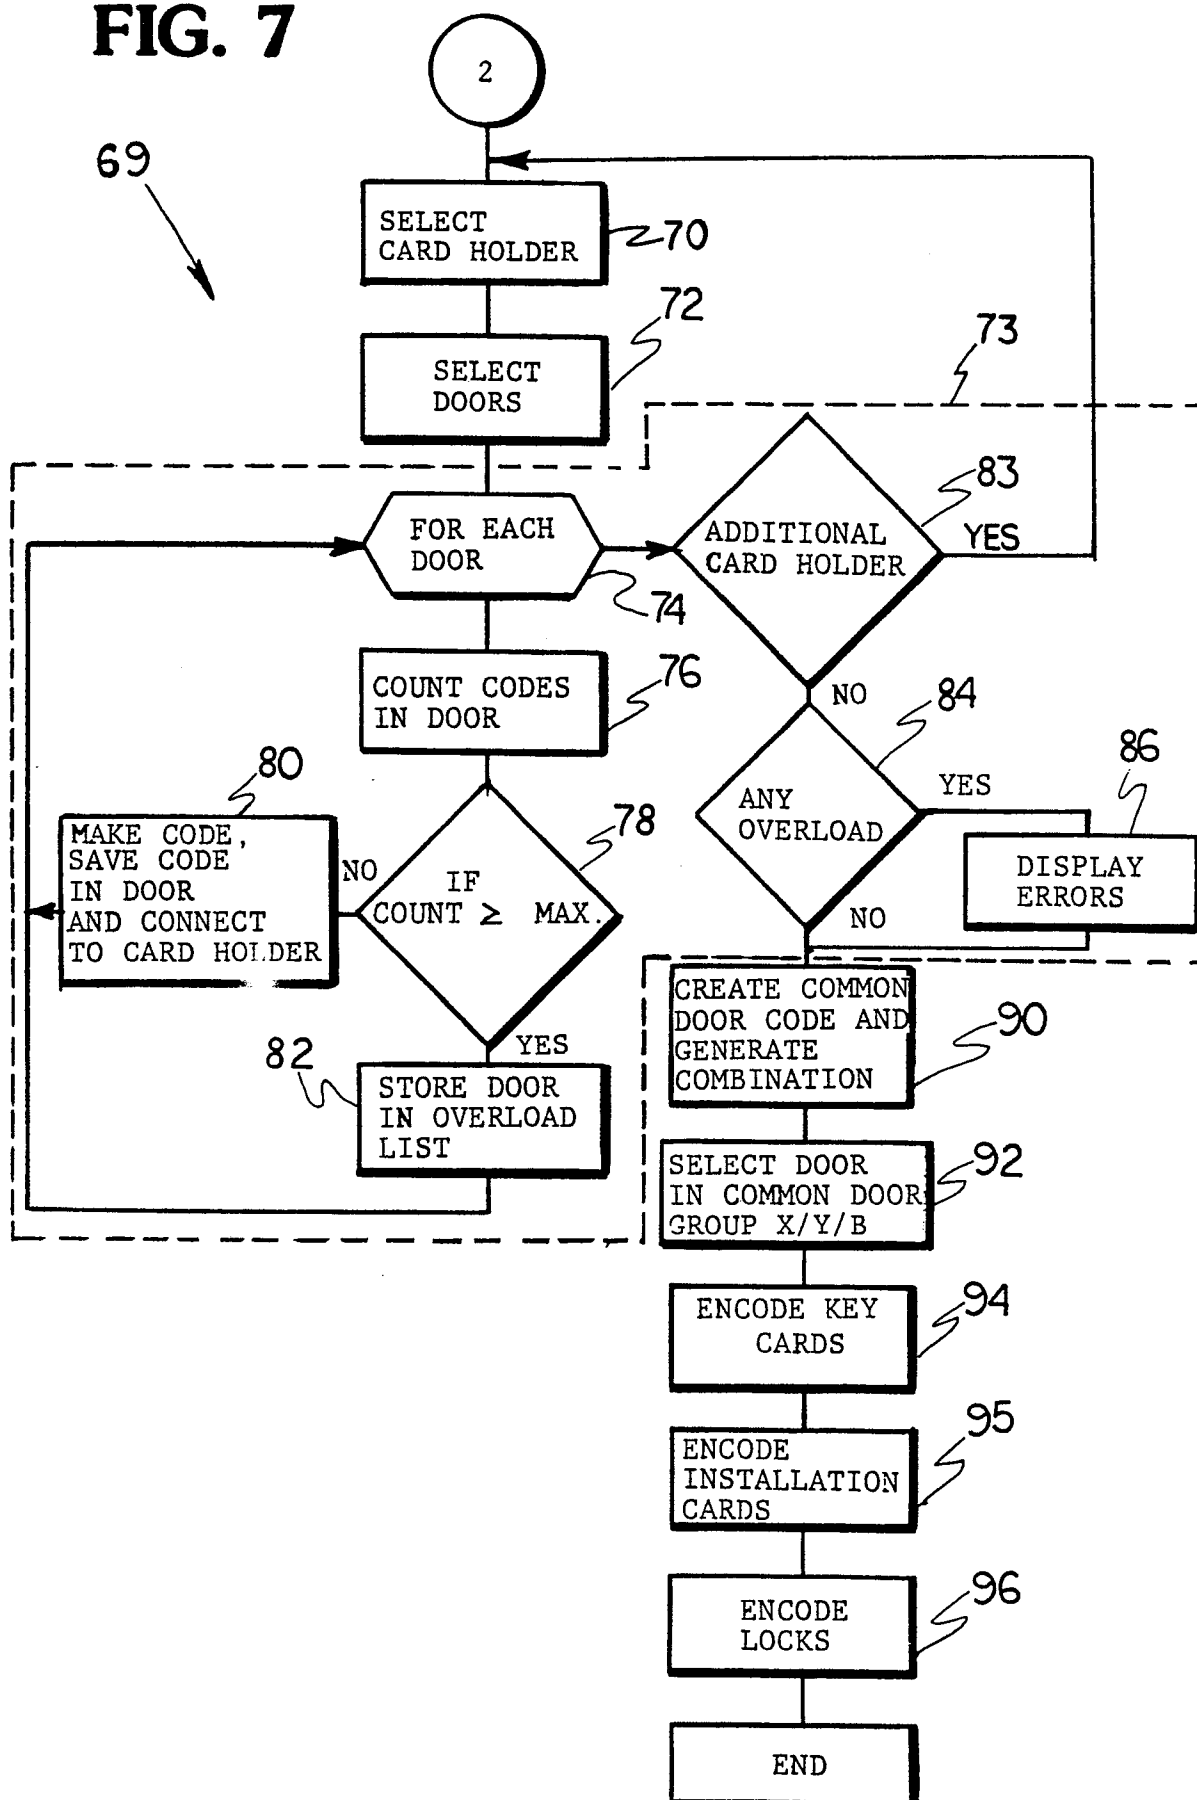 FIG. 7
2
69
SELECT
CARD HOLDER
70
72
SELECT
DOORS
73
FOR EACH
DOOR
74
ADDITIONAL
CARD HOLDER
83
YES
NO
COUNT CODES
IN DOOR
76
84
ANY
OVERLOAD
YES
NO
86
DISPLAY
ERRORS
80
MAKE CODE,
SAVE CODE
IN DOOR
AND CONNECT
TO CARD HOLDER
NO
78
IF
COUNT ≥ MAX.
YES
82
STORE DOOR
IN OVERLOAD
LIST
CREATE COMMON
DOOR CODE AND
GENERATE
COMBINATION
90
SELECT DOOR
IN COMMON DOOR
GROUP X/Y/B
92
ENCODE KEY
CARDS
94
ENCODE
INSTALLATION
CARDS
95
ENCODE
LOCKS
96
END